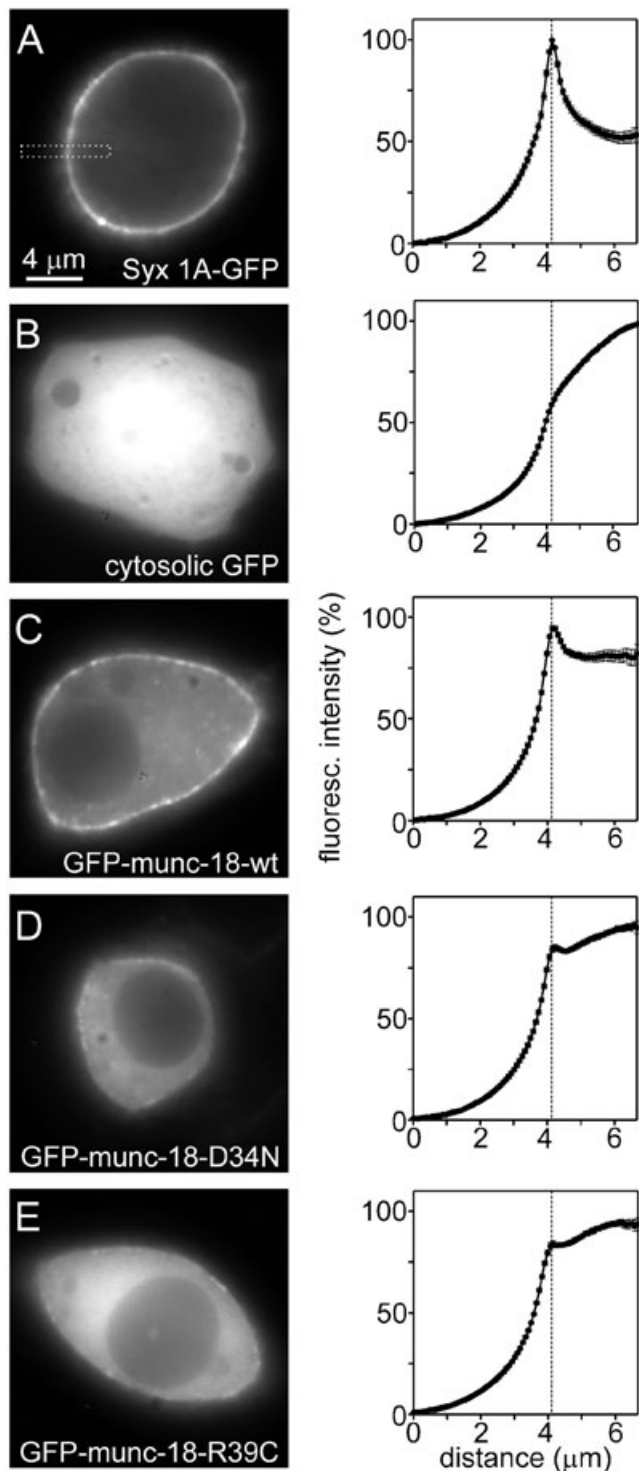 A
4 μm
Syx 1A-GFP
100
50
0
0 2 4 6
B
cytosolic GFP
100
50
0
0 2 4 6
C
GFP-munc-18-wt
fluoresc. intensity (%)
100
50
0
0 2 4 6
D
GFP-munc-18-D34N
100
50
0
0 2 4 6
E
GFP-munc-18-R39C
100
50
0
0 2 4 6
distance (μm)